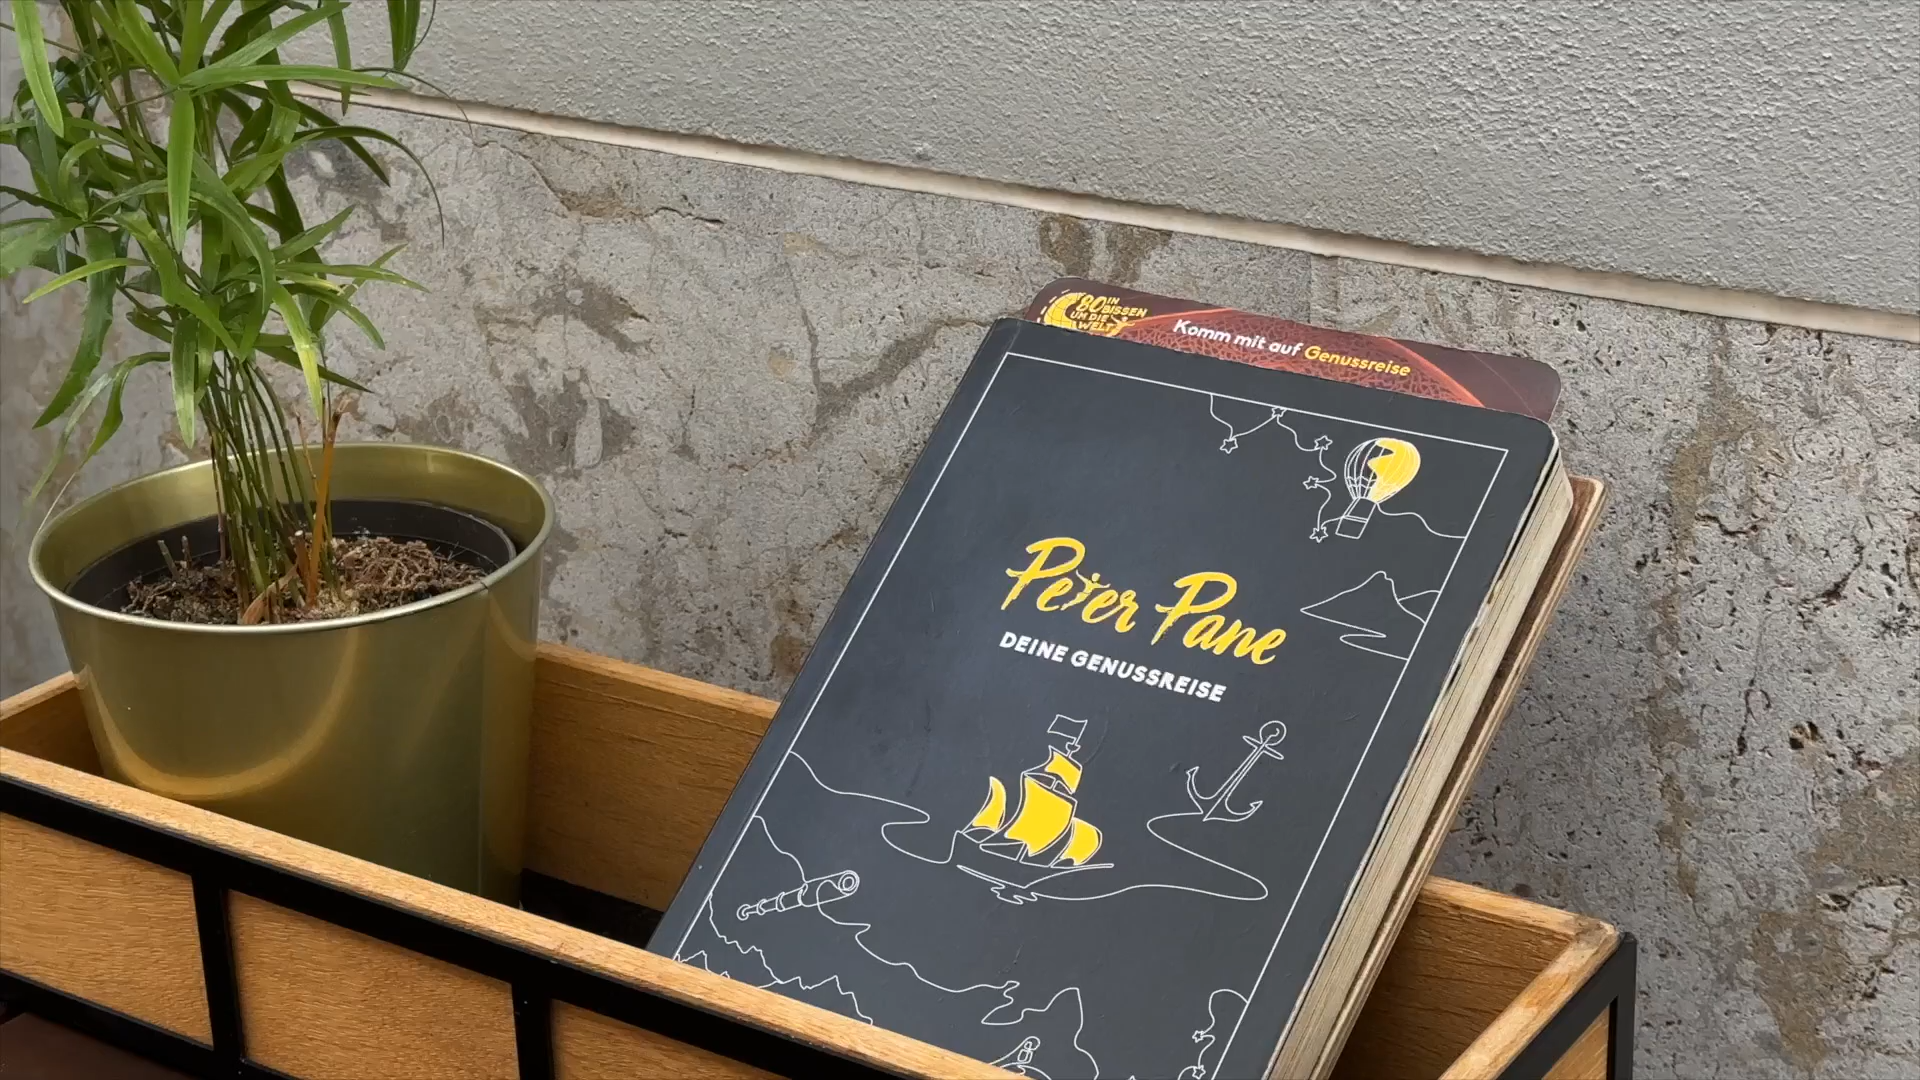 80 IN
BISSEN
UM DIE
WELT
Komm mit auf Genussreise
Peter Pane
DEINE GENUSSREISE